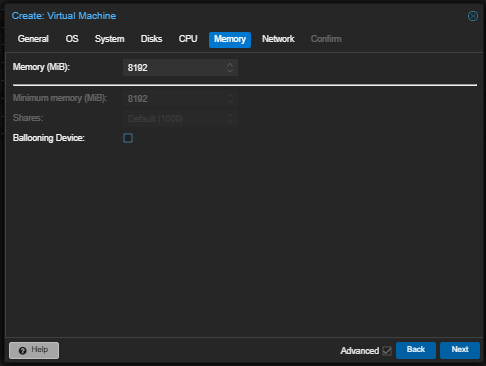 Create: Virtual Machine
General OS System Disks CPU Memory Network Confirm
Memory (MiB): 8192
Minimum memory (MiB): 8192
Shares: Default (1000)
Ballooning Device:
Help Advanced Back Next